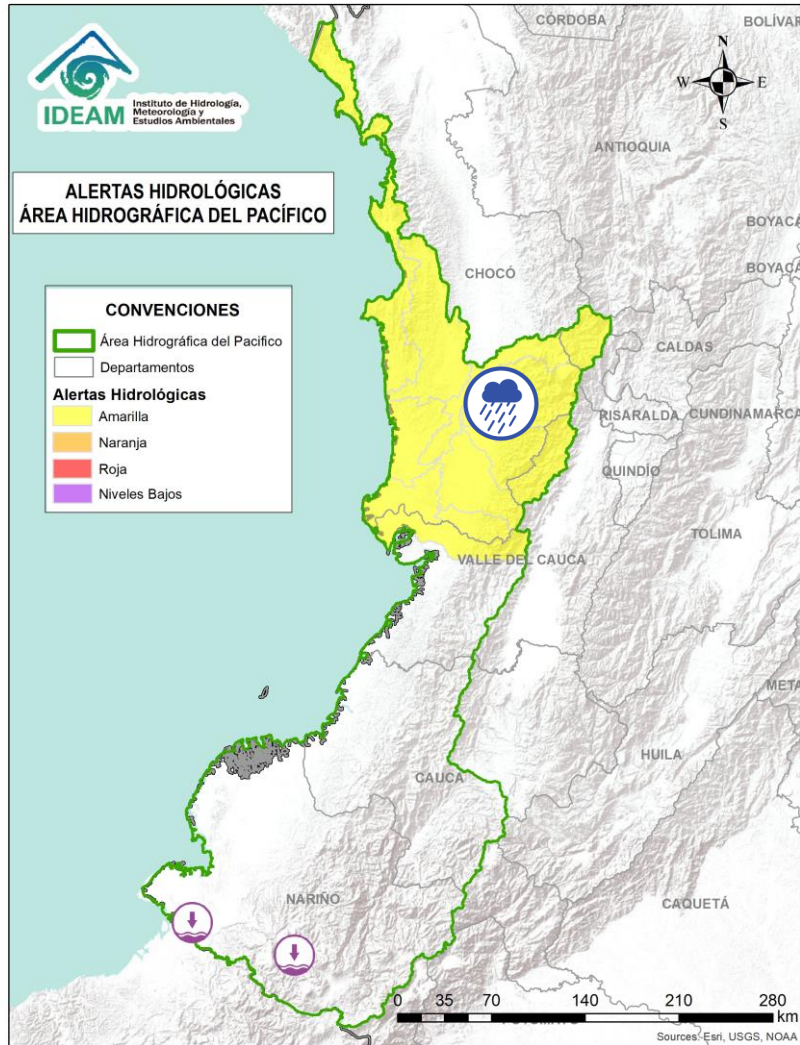 IDEAM
Instituto de Hidrología,
Meteorología y
Estudios Ambientales
ALERTAS HIDROLÓGICAS
ÁREA HIDROGRÁFICA DEL PACÍFICO
CONVENCIONES
Área Hidrográfica del Pacifico
Departamentos
Alertas Hidrológicas
Amarilla
Naranja
Roja
Niveles Bajos
CÓRDOBA
BOLÍVAR
N
W E
S
ANTIOQUIA
BOYACÁ
BOYACÁ
CHOCÓ
CALDAS
RISARALDA
CUNDINAMARCA
QUINDÍO
TOLIMA
VALLE DEL CAUCA
META
HUILA
CAUCA
NARIÑO
CAQUETÁ
0 35 70 140 210 280
km
Sources: Esri, USGS, NOAA